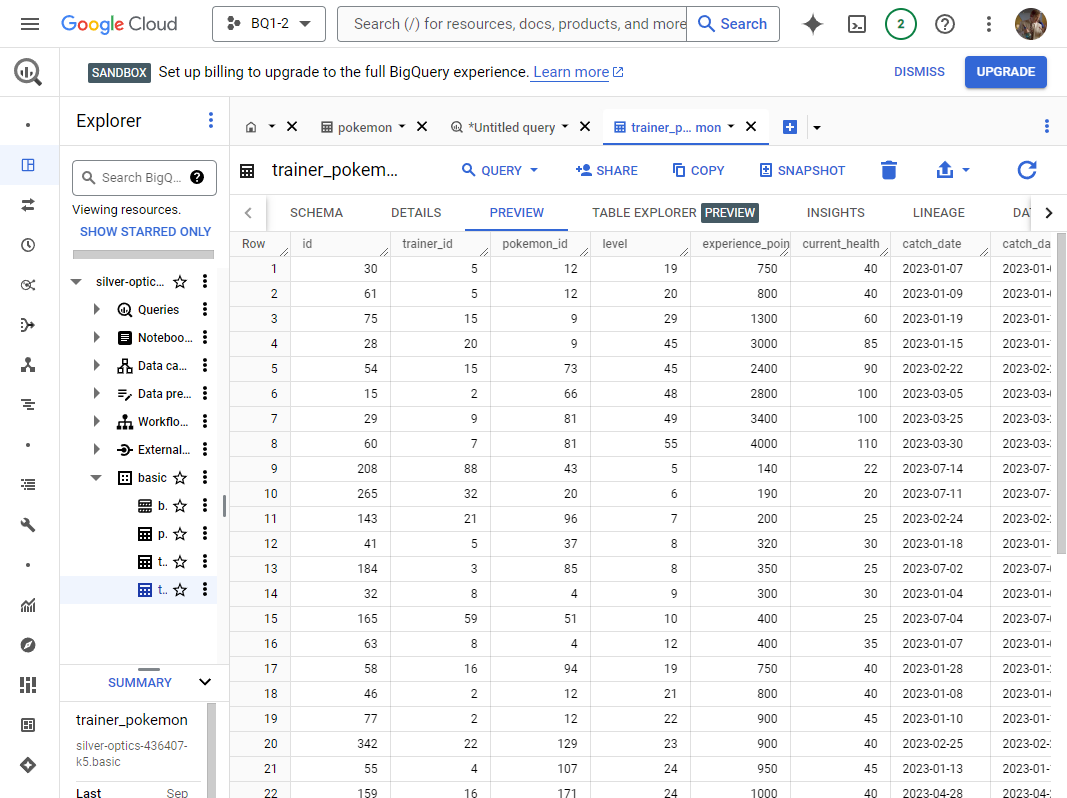 Google Cloud
BQ1-2
Search (/) for resources, docs, products, and more
Search
2
SANDBOX Set up billing to upgrade to the full BigQuery experience. Learn more
DISMISS
UPGRADE
Explorer
Search BigQ...
Viewing resources.
SHOW STARRED ONLY
silver-optic...
Queries
Noteboo...
Data ca...
Data pre...
Workflo...
External...
basic
b.
p.
t..
t..
SUMMARY
trainer_pokemon
silver-optics-436407-
k5.basic
Last Sep
pokemon
*Untitled query
trainer_p... mon
trainer_pokem...
QUERY
SHARE
COPY
SNAPSHOT
SCHEMA DETAILS PREVIEW TABLE EXPLORER PREVIEW INSIGHTS LINEAGE DA
Row id trainer_id pokemon_id level experience_poin current_health catch_date catch_da
1 30 5 12 19 750 40 2023-01-07 2023-01-
2 61 5 12 20 800 40 2023-01-09 2023-01-
3 75 15 9 29 1300 60 2023-01-19 2023-01-
4 28 20 9 45 3000 85 2023-01-15 2023-01-
5 54 15 73 45 2400 90 2023-02-22 2023-02-
6 15 2 66 48 2800 100 2023-03-05 2023-03-
7 29 9 81 49 3400 100 2023-03-25 2023-03-
8 60 7 81 55 4000 110 2023-03-30 2023-03-
9 208 88 43 5 140 22 2023-07-14 2023-07-
10 265 32 20 6 190 20 2023-07-11 2023-07-
11 143 21 96 7 200 25 2023-02-24 2023-02-
12 41 5 37 8 320 30 2023-01-18 2023-01-
13 184 3 85 8 350 25 2023-07-02 2023-07-
14 32 8 4 9 300 30 2023-01-04 2023-01-
15 165 59 51 10 400 25 2023-07-04 2023-07-
16 63 8 4 12 400 35 2023-01-07 2023-01-
17 58 16 94 19 750 40 2023-01-28 2023-01-
18 46 2 12 21 800 40 2023-01-08 2023-01-
19 77 2 12 22 900 45 2023-01-10 2023-01-
20 342 22 129 23 900 40 2023-02-25 2023-02-
21 55 4 107 24 950 45 2023-01-13 2023-01-
22 159 16 171 24 1000 40 2023-04-28 2023-04-